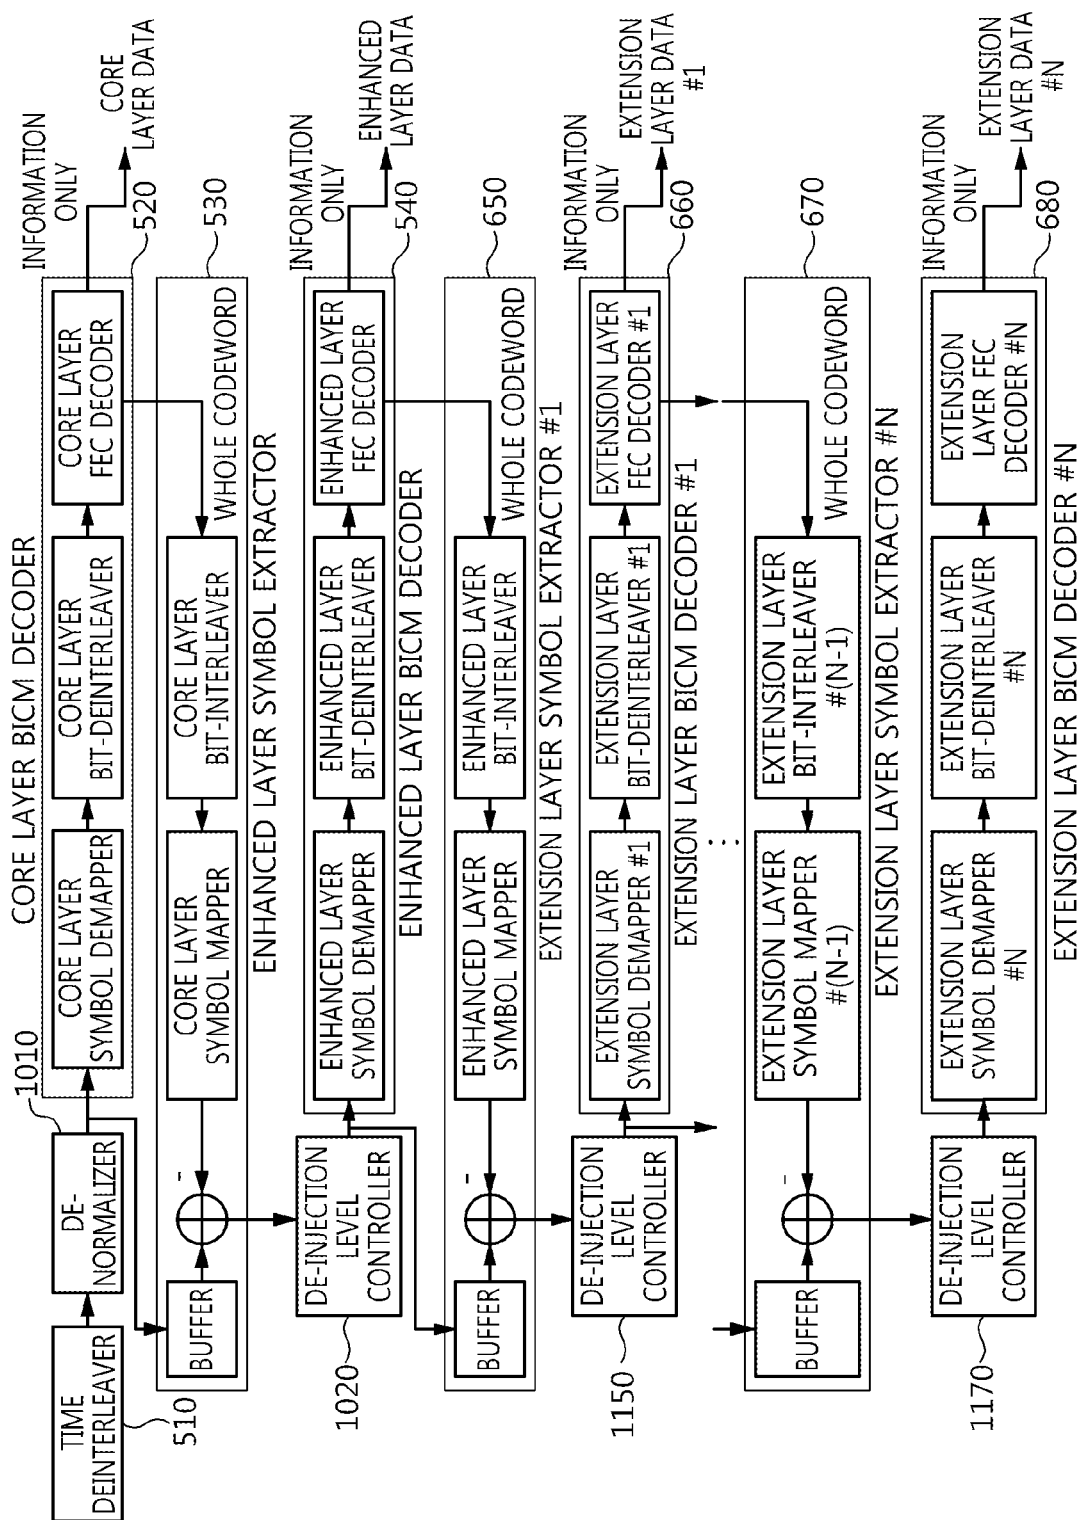 CORE LAYER BICM DECODER
1010
TIME
DEINTERLEAVER
510
DE-
NORMALIZER
CORE LAYER
SYMBOL DEMAPPER
CORE LAYER
BIT-DEINTERLEAVER
CORE LAYER
FEC DECODER
INFORMATION
ONLY
CORE
LAYER DATA
520
530
BUFFER
-
CORE LAYER
SYMBOL MAPPER
CORE LAYER
BIT-INTERLEAVER
WHOLE CODEWORD
ENHANCED LAYER SYMBOL EXTRACTOR
1020
DE-INJECTION
LEVEL
CONTROLLER
ENHANCED LAYER
SYMBOL DEMAPPER
ENHANCED LAYER
BIT-DEINTERLEAVER
ENHANCED LAYER
FEC DECODER
INFORMATION
ONLY
ENHANCED
LAYER DATA
540
ENHANCED LAYER BICM DECODER
650
BUFFER
-
ENHANCED LAYER
SYMBOL MAPPER
ENHANCED LAYER
BIT-INTERLEAVER
WHOLE CODEWORD
EXTENSION LAYER SYMBOL EXTRACTOR #1
1150
DE-INJECTION
LEVEL
CONTROLLER
EXTENSION LAYER
SYMBOL DEMAPPER #1
EXTENSION LAYER
BIT-DEINTERLEAVER #1
EXTENSION LAYER
FEC DECODER #1
INFORMATION
ONLY
EXTENSION
LAYER DATA
#1
660
EXTENSION LAYER BICM DECODER #1
...
670
BUFFER
-
EXTENSION LAYER
SYMBOL MAPPER
#(N-1)
EXTENSION LAYER
BIT-INTERLEAVER
#(N-1)
WHOLE CODEWORD
EXTENSION LAYER SYMBOL EXTRACTOR #N
1170
DE-INJECTION
LEVEL
CONTROLLER
EXTENSION LAYER
SYMBOL DEMAPPER
#N
EXTENSION LAYER
BIT-DEINTERLEAVER
#N
EXTENSION
LAYER FEC
DECODER #N
INFORMATION
ONLY
EXTENSION
LAYER DATA
#N
680
EXTENSION LAYER BICM DECODER #N